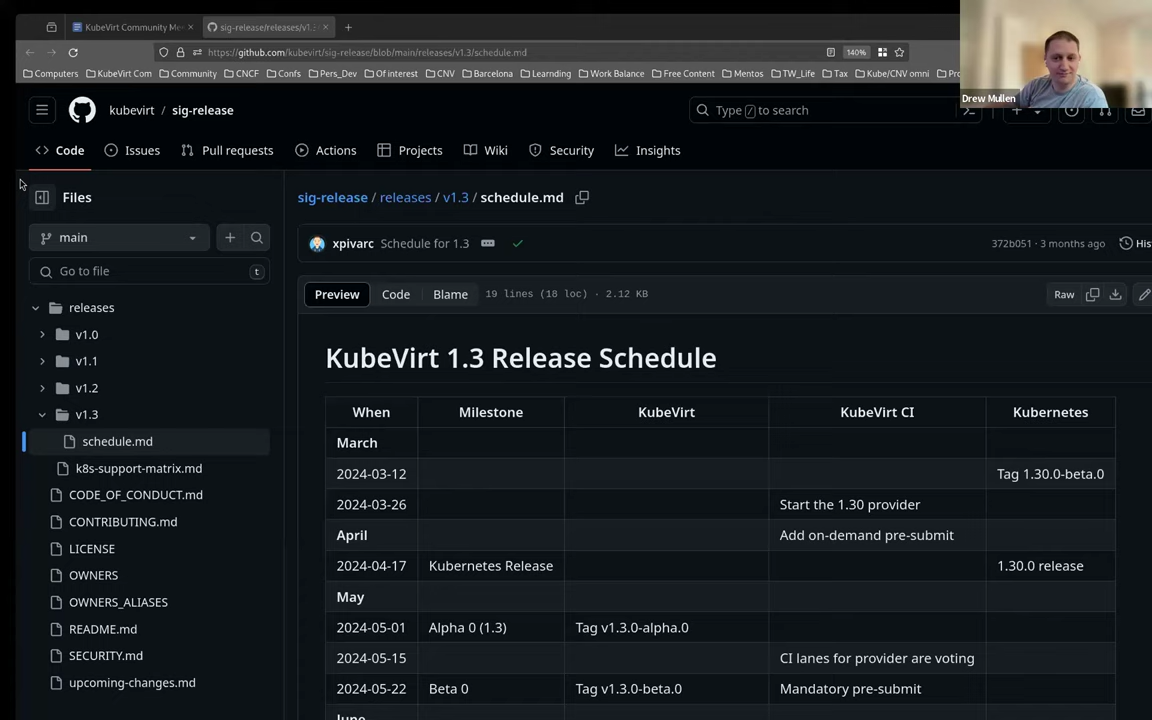 KubeVirt Community Me
sig-release/releases/v1.3
https://github.com/kubevirt/sig-release/blob/main/releases/v1.3/schedule.md
140%
Computers KubeVirt Com Community CNCF Confs Pers_Dev Of interest CNV Barcelona Learnding Work Balance Free Content Mentos TW_Life Tax Kube/CNV omni
Drew Mullen
kubevirt / sig-release
Type / to search
Code Issues Pull requests Actions Projects Wiki Security Insights
Files
sig-release / releases / v1.3 / schedule.md
main
xpivarc Schedule for 1.3
372b051 · 3 months ago His
Go to file t
Preview Code Blame 19 lines (18 loc) · 2.12 KB Raw
releases
v1.0
v1.1
v1.2
v1.3
schedule.md
k8s-support-matrix.md
CODE_OF_CONDUCT.md
CONTRIBUTING.md
LICENSE
OWNERS
OWNERS_ALIASES
README.md
SECURITY.md
upcoming-changes.md
KubeVirt 1.3 Release Schedule
When Milestone KubeVirt KubeVirt CI Kubernetes
March
2024-03-12 Tag 1.30.0-beta.0
2024-03-26 Start the 1.30 provider
April Add on-demand pre-submit
2024-04-17 Kubernetes Release 1.30.0 release
May
2024-05-01 Alpha 0 (1.3) Tag v1.3.0-alpha.0
2024-05-15 CI lanes for provider are voting
2024-05-22 Beta 0 Tag v1.3.0-beta.0 Mandatory pre-submit
June